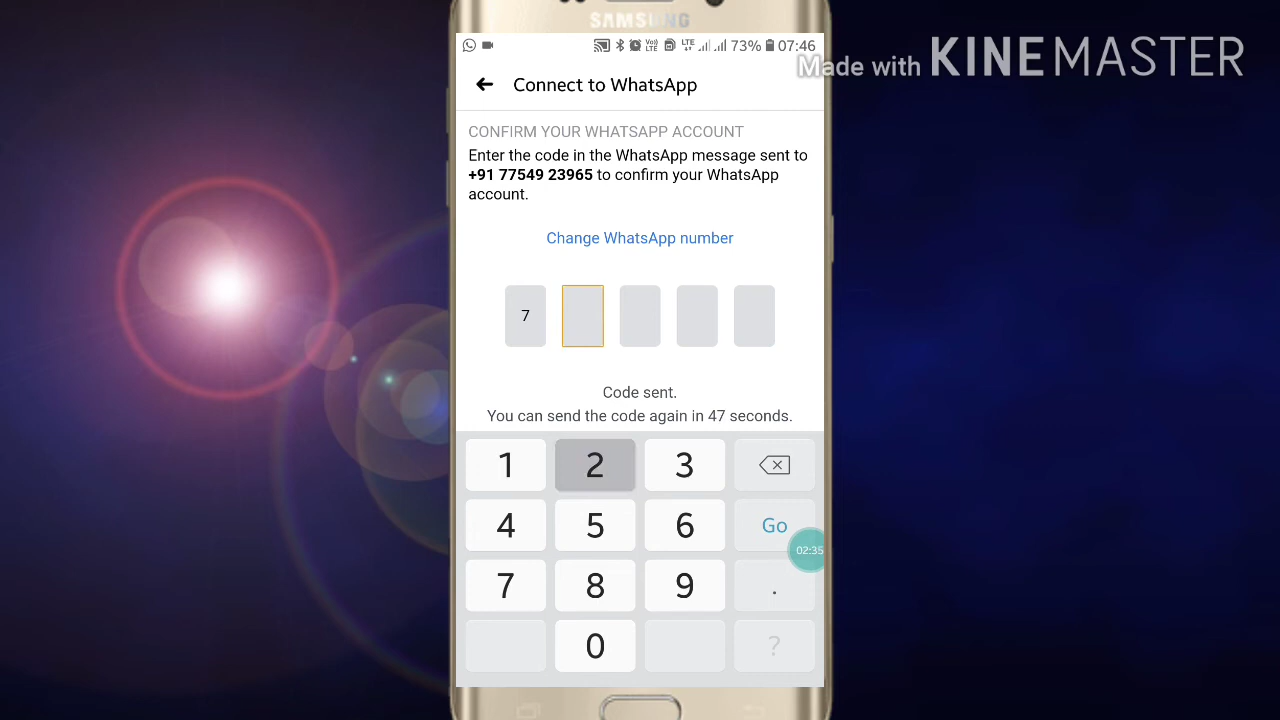 SAMSUNG
VoI) LTE LTE 73% 07:46
Made with KINEMASTER
Connect to WhatsApp
CONFIRM YOUR WHATSAPP ACCOUNT
Enter the code in the WhatsApp message sent to
+91 77549 23965 to confirm your WhatsApp
account.
Change WhatsApp number
7
Code sent.
You can send the code again in 47 seconds.
1 2 3
4 5 6 Go
02:35
7 8 9 .
0 ?